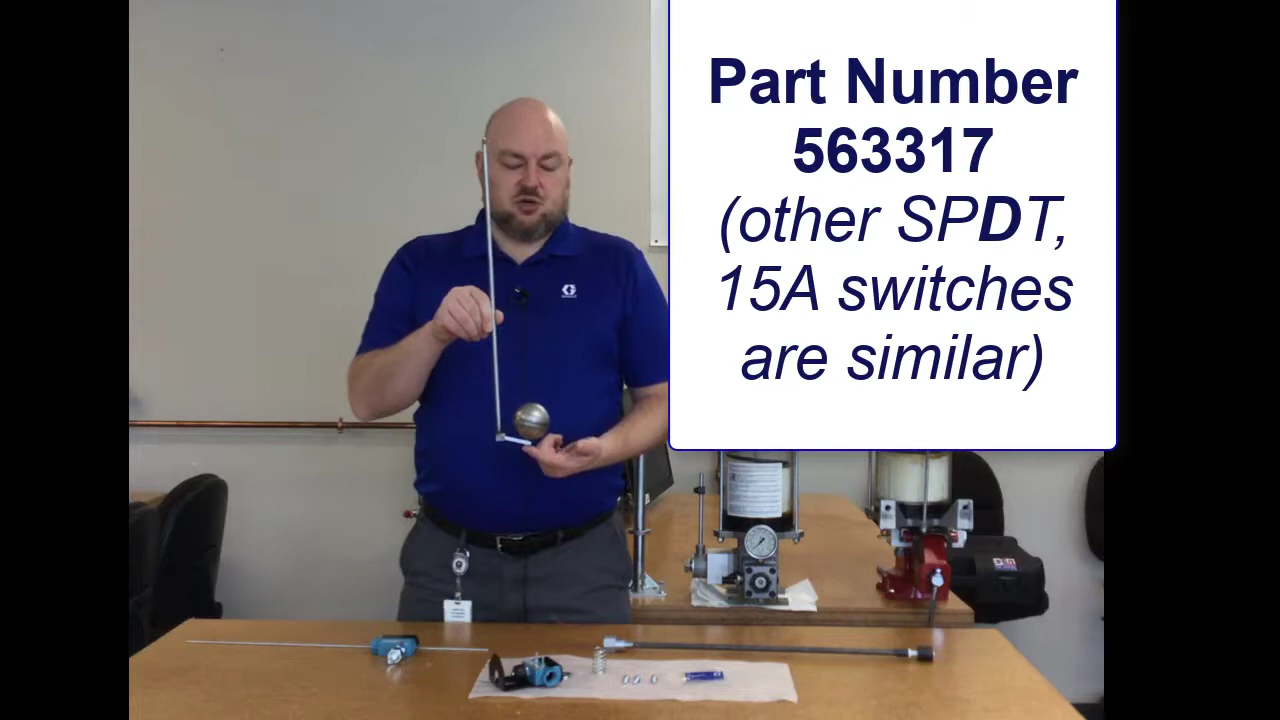 Part Number
563317
(other SPDT,
15A switches
are similar)